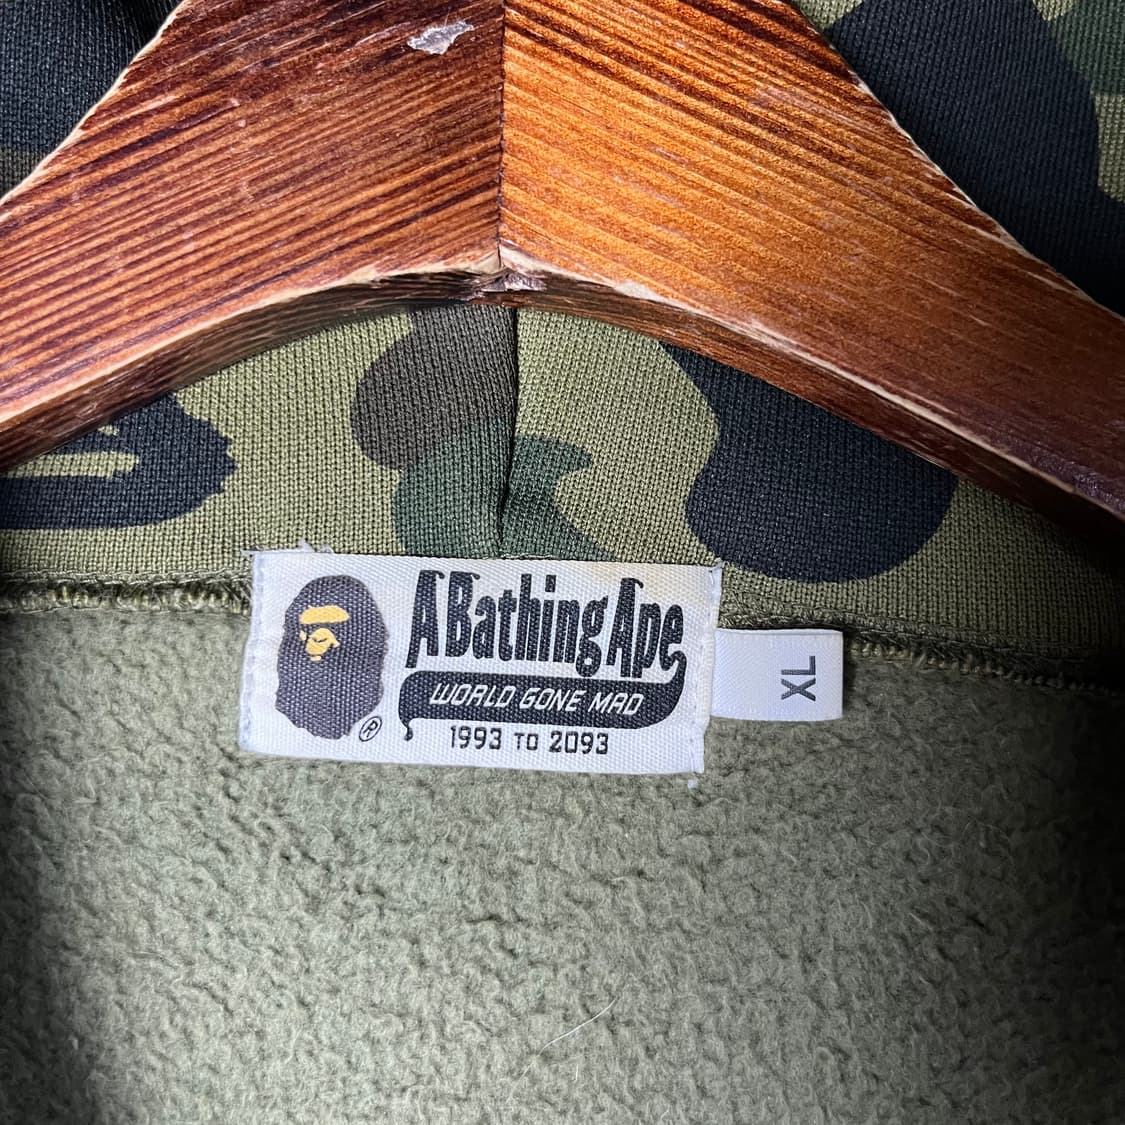 A Bathing Ape
WORLD GONE MAD
1993 TO 2093
®
XL